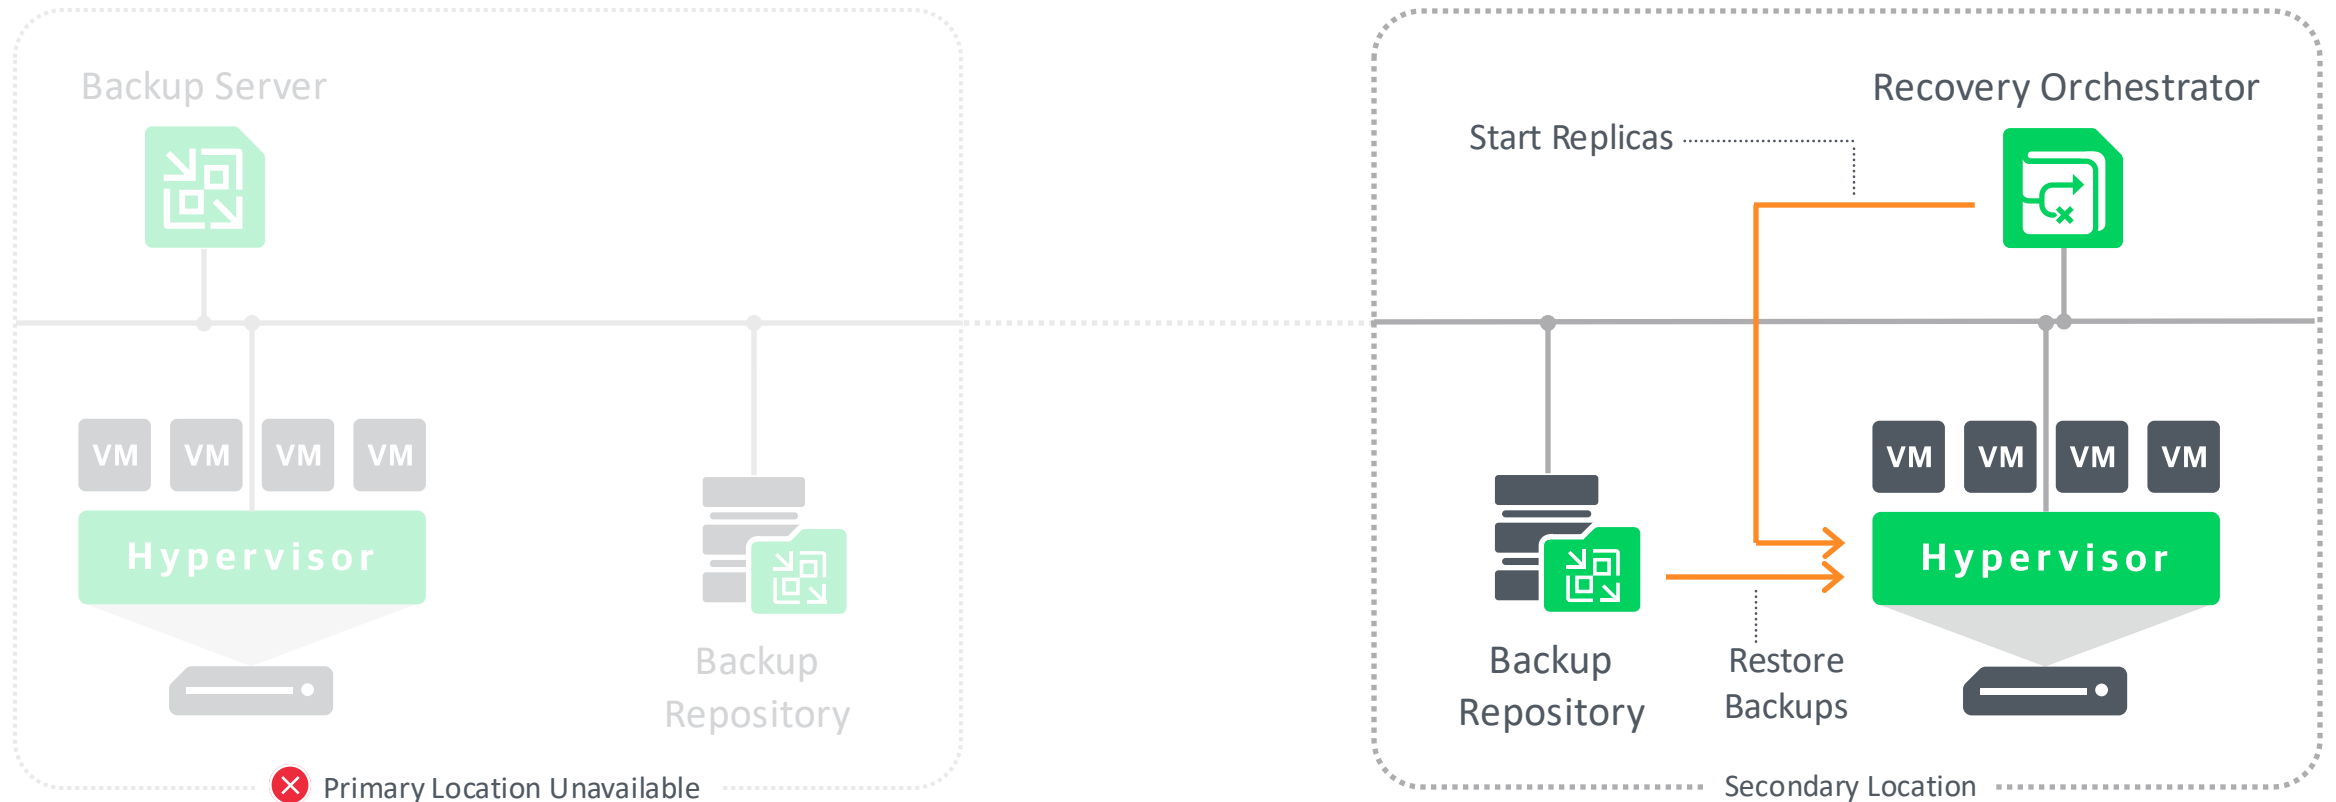 Backup Server
VM VM VM VM
Hypervisor
Backup
Repository
Primary Location Unavailable
Recovery Orchestrator
Start Replicas
VM VM VM VM
Hypervisor
Backup
Repository
Restore
Backups
Secondary Location